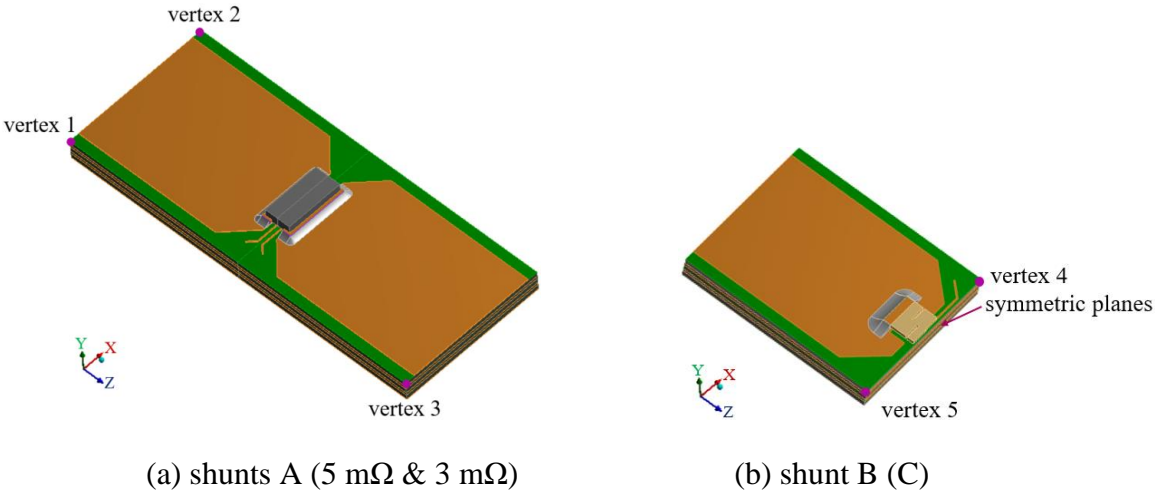 vertex 2
vertex 1
vertex 3
Y
X
Z
vertex 4
symmetric planes
vertex 5
Y
X
Z
(a) shunts A (5 mΩ & 3 mΩ)
(b) shunt B (C)